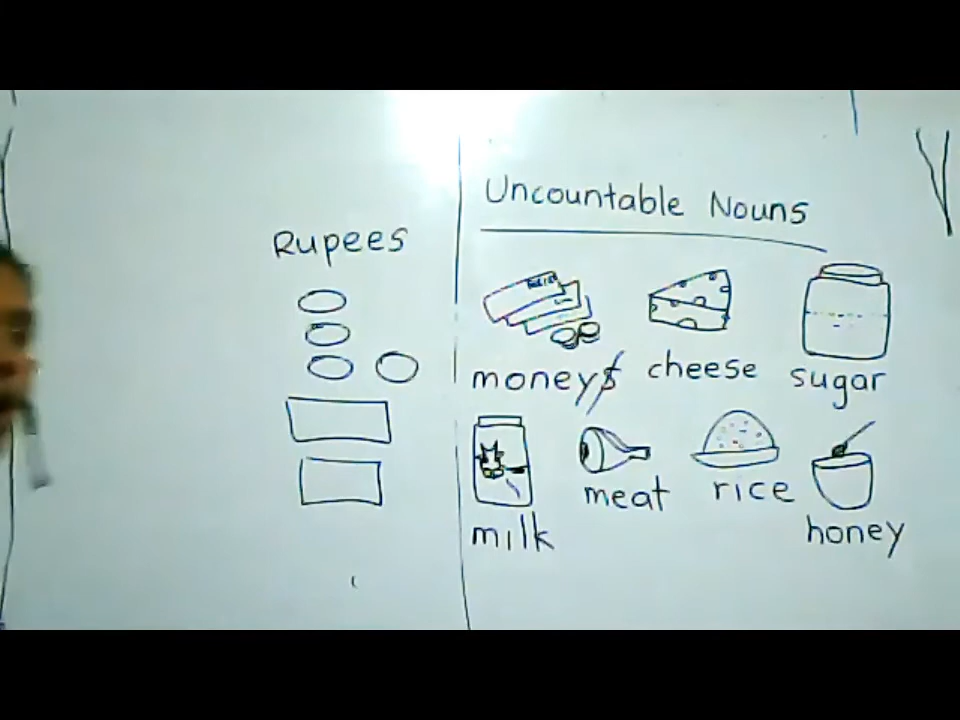 Rupees
Uncountable Nouns
moneys cheese sugar
milk meat rice honey